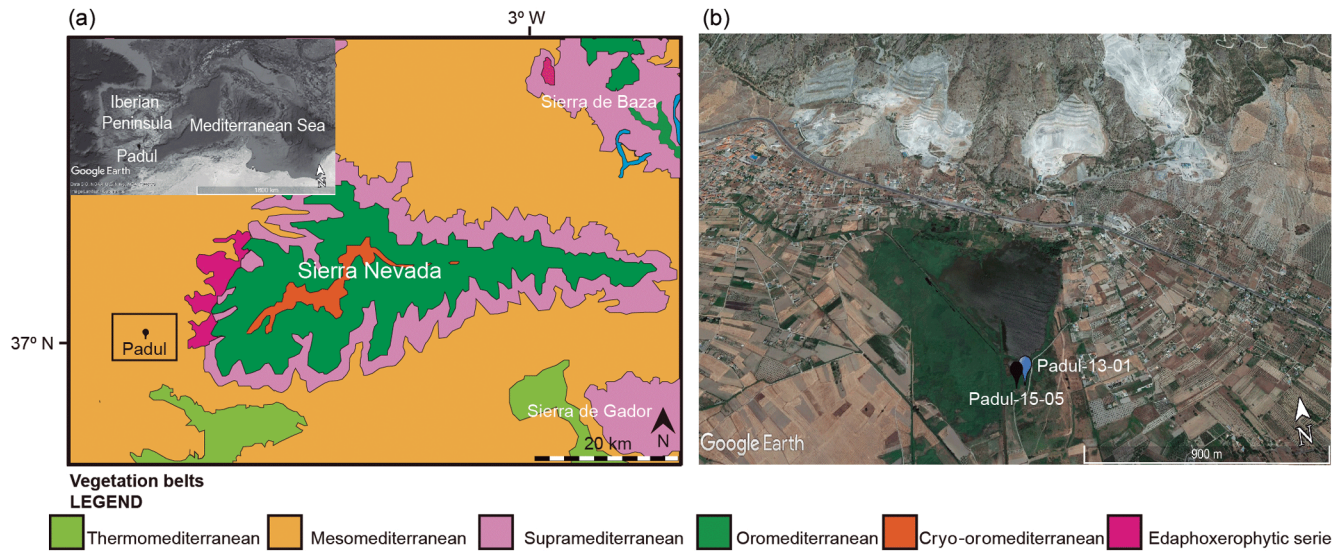 (a)
3º W
(b)
Iberian
Peninsula
Mediterranean Sea
Padul
Google Earth
1800 km
N
Sierra de Baza
Sierra Nevada
37º N
Padul
Sierra de Gador
N
20 km
Padul-13-01
Padul-15-05
Google Earth
N
900 m
Vegetation belts
LEGEND
Thermomediterranean
Mesomediterranean
Supramediterranean
Oromediterranean
Cryo-oromediterranean
Edaphoxerophytic serie